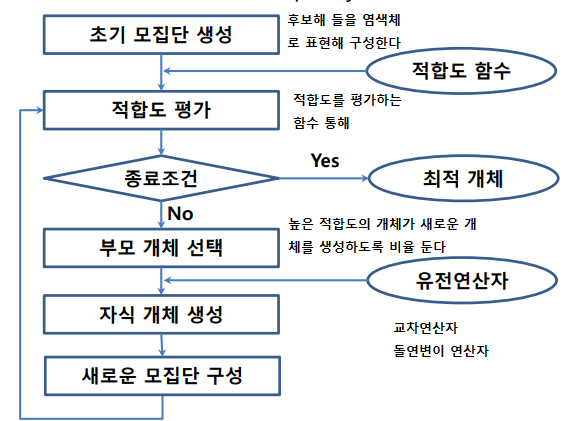 초기 모집단 생성
후보해 들을 염색체
로 표현해 구성한다
적합도 함수
적합도 평가
적합도를 평가하는
함수 통해
종료조건
Yes
최적 개체
No
부모 개체 선택
높은 적합도의 개체가 새로운 개
체를 생성하도록 비율 둔다
유전연산자
자식 개체 생성
교차연산자
돌연변이 연산자
새로운 모집단 구성